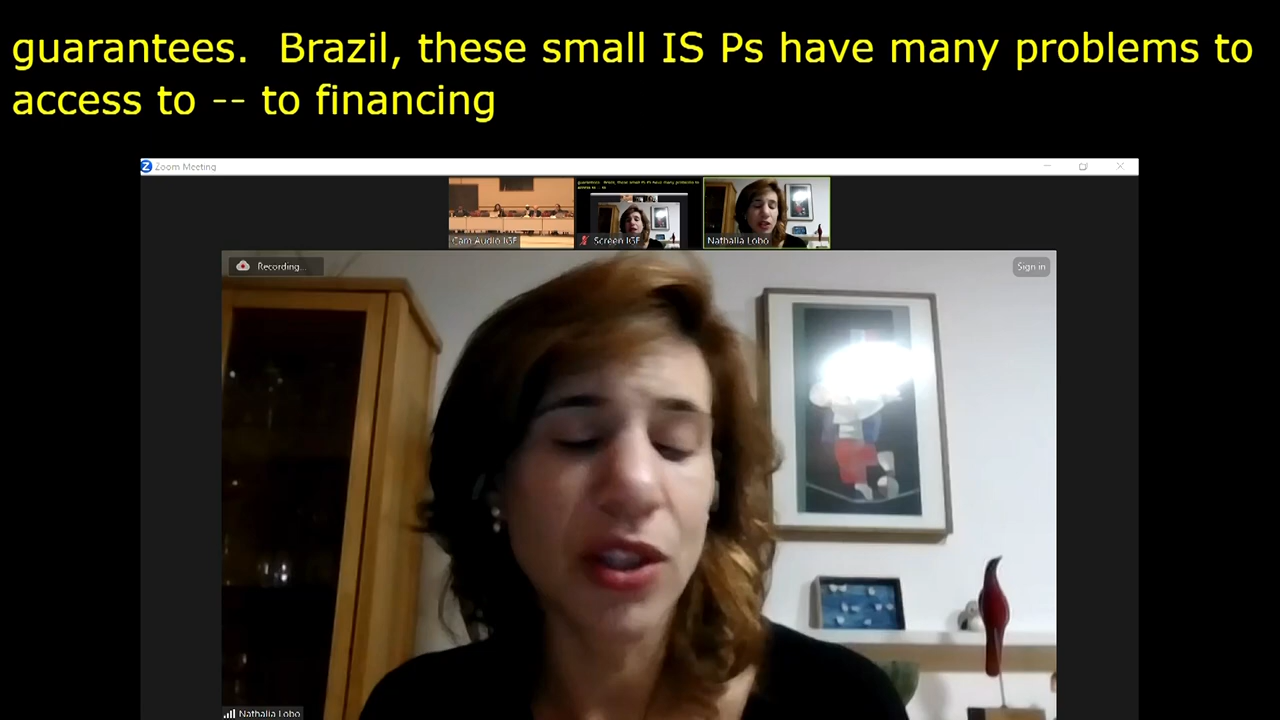 guarantees.  Brazil, these small IS Ps have many problems to
access to -- to financing
Zoom Meeting
Cam Audio IGF
Screen IGF
Nathalia Lobo
Recording...
Sign in
Nathalia Lobo